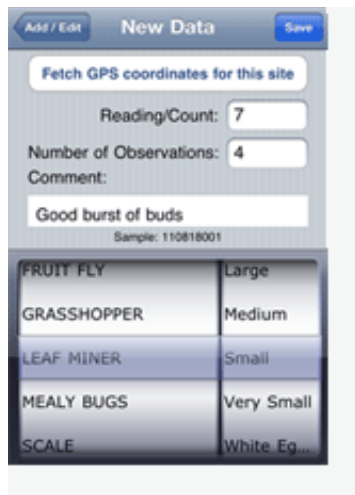 Add / Edit New Data Save
Fetch GPS coordinates for this site
Reading/Count: 7
Number of Observations: 4
Comment:
Good burst of buds
Sample: 110818001
FRUIT FLY Large
GRASSHOPPER Medium
LEAF MINER Small
MEALY BUGS Very Small
SCALE White Eg...